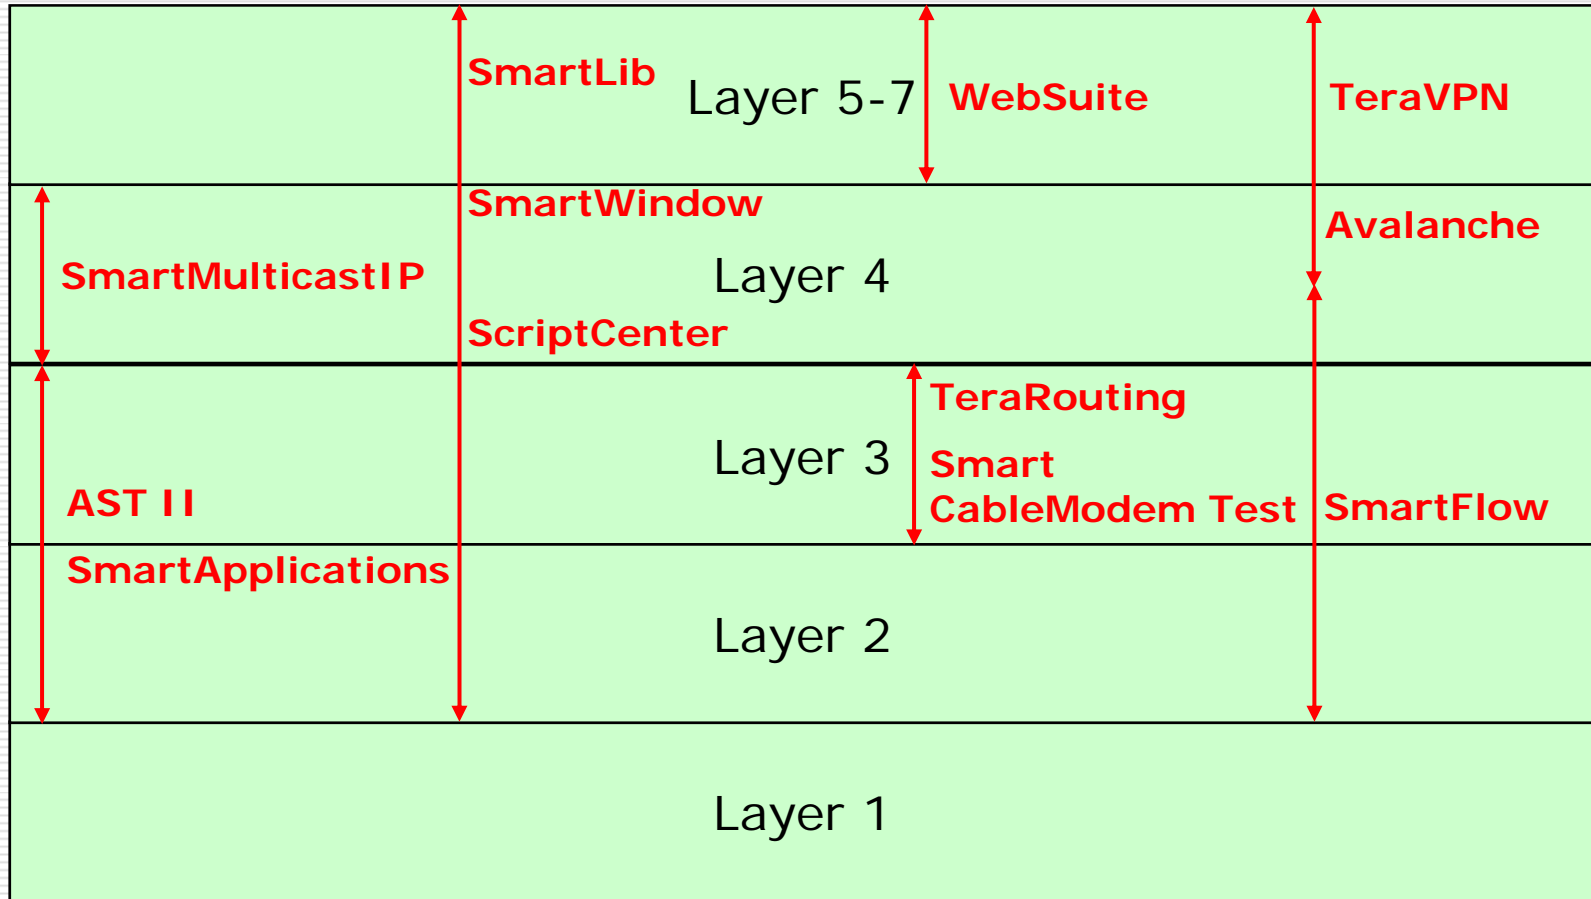 SmartLib
Layer 5-7
WebSuite
TeraVPN
SmartWindow
Avalanche
SmartMulticastIP
Layer 4
ScriptCenter
TeraRouting
Layer 3
Smart
CableModem Test
AST II
SmartFlow
SmartApplications
Layer 2
Layer 1